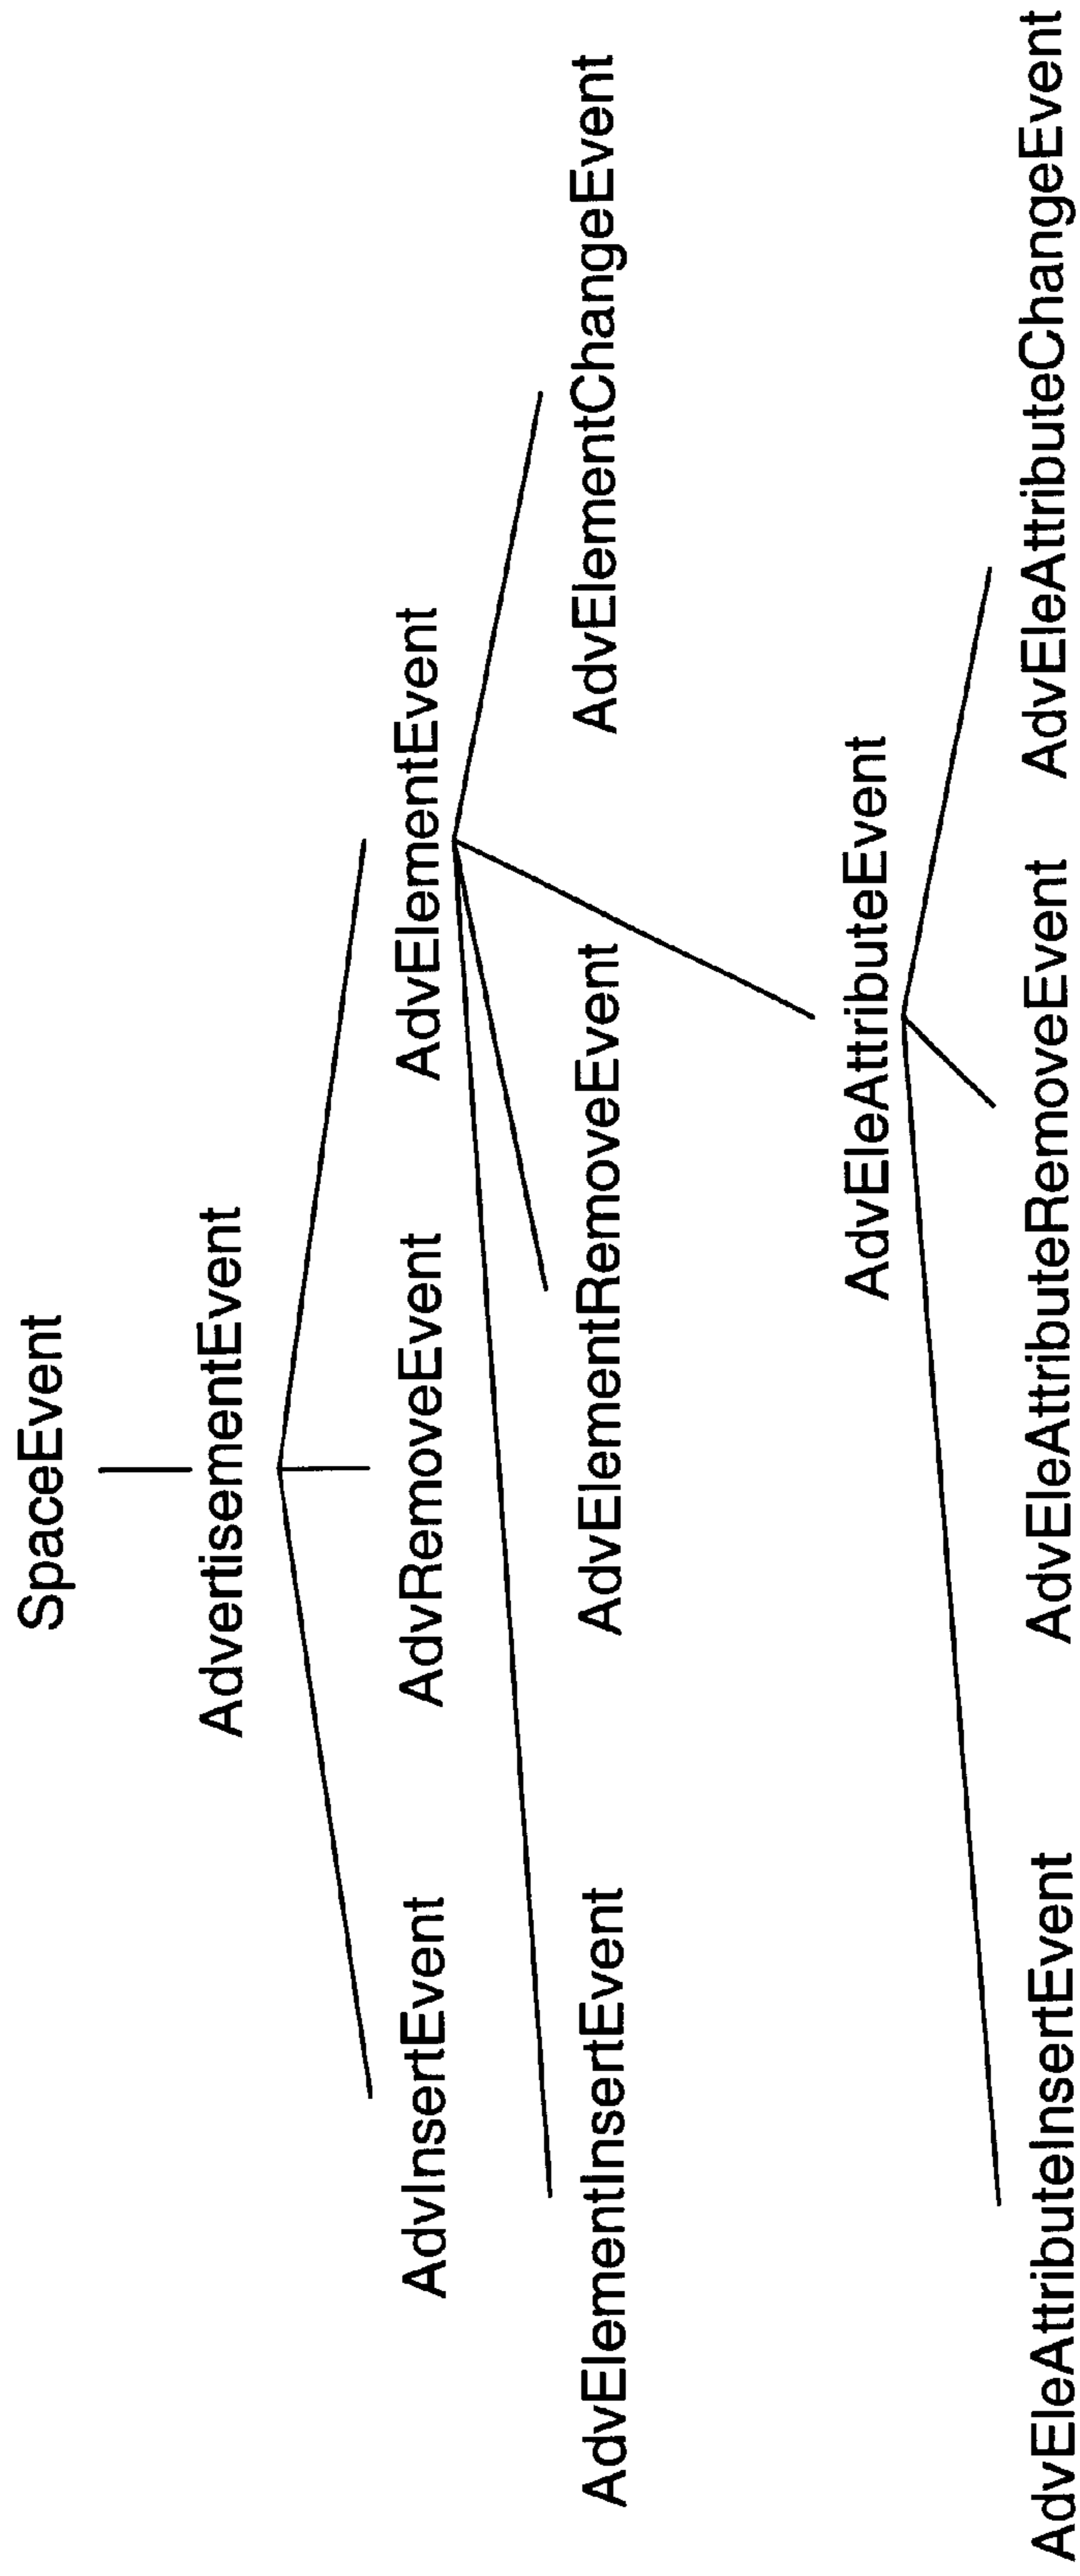 SpaceEvent
AdvertisementEvent
AdvInsertEvent AdvRemoveEvent AdvElementEvent
AdvElementInsertEvent AdvElementRemoveEvent AdvElementChangeEvent
AdvEleAttributeEvent
AdvEleAttributeInsertEvent AdvEleAttributeRemoveEvent AdvEleAttributeChangeEvent